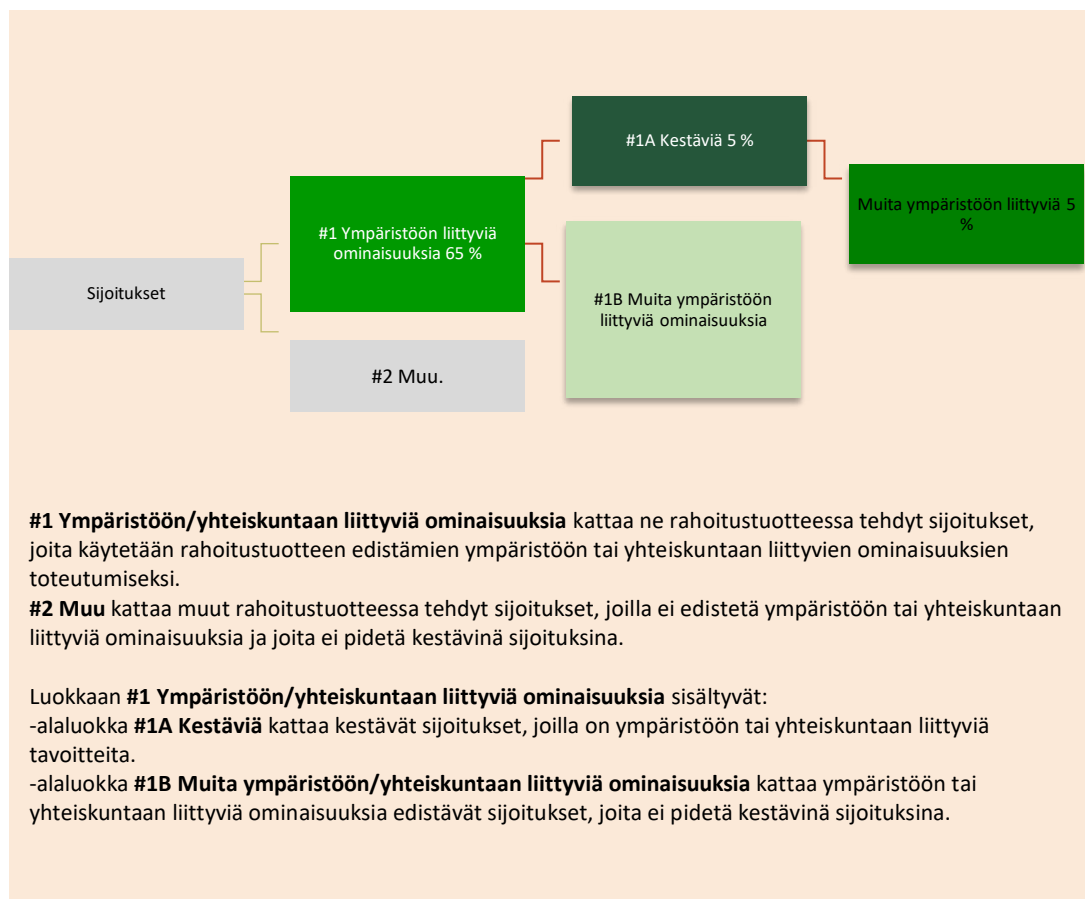 #1A Kestäviä 5 %
Muita ympäristöön liittyviä 5
%
#1 Ympäristöön liittyviä
ominaisuuksia 65 %
Sijoitukset
#1B Muita ympäristöön
liittyviä ominaisuuksia
#2 Muu.
#1 Ympäristöön/yhteiskuntaan liittyviä ominaisuuksia kattaa ne rahoitustuotteessa tehdyt sijoitukset,
joita käytetään rahoitustuotteen edistämien ympäristöön tai yhteiskuntaan liittyvien ominaisuuksien
toteutumiseksi.
#2 Muu kattaa muut rahoitustuotteessa tehdyt sijoitukset, joilla ei edistetä ympäristöön tai yhteiskuntaan
liittyviä ominaisuuksia ja joita ei pidetä kestävinä sijoituksina.
Luokkaan #1 Ympäristöön/yhteiskuntaan liittyviä ominaisuuksia sisältyvät:
-alaluokka #1A Kestäviä kattaa kestävät sijoitukset, joilla on ympäristöön tai yhteiskuntaan liittyviä
tavoitteita.
-alaluokka #1B Muita ympäristöön/yhteiskuntaan liittyviä ominaisuuksia kattaa ympäristöön tai
yhteiskuntaan liittyviä ominaisuuksia edistävät sijoitukset, joita ei pidetä kestävinä sijoituksina.